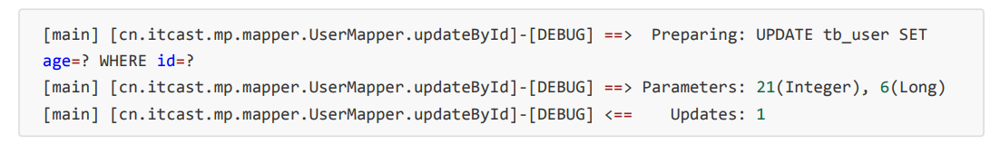 [main] [cn.itcast.mp.mapper.UserMapper.updateById]-[DEBUG] ==>  Preparing: UPDATE tb_user SET
age=? WHERE id=?
[main] [cn.itcast.mp.mapper.UserMapper.updateById]-[DEBUG] ==> Parameters: 21(Integer), 6(Long)
[main] [cn.itcast.mp.mapper.UserMapper.updateById]-[DEBUG] <==    Updates: 1